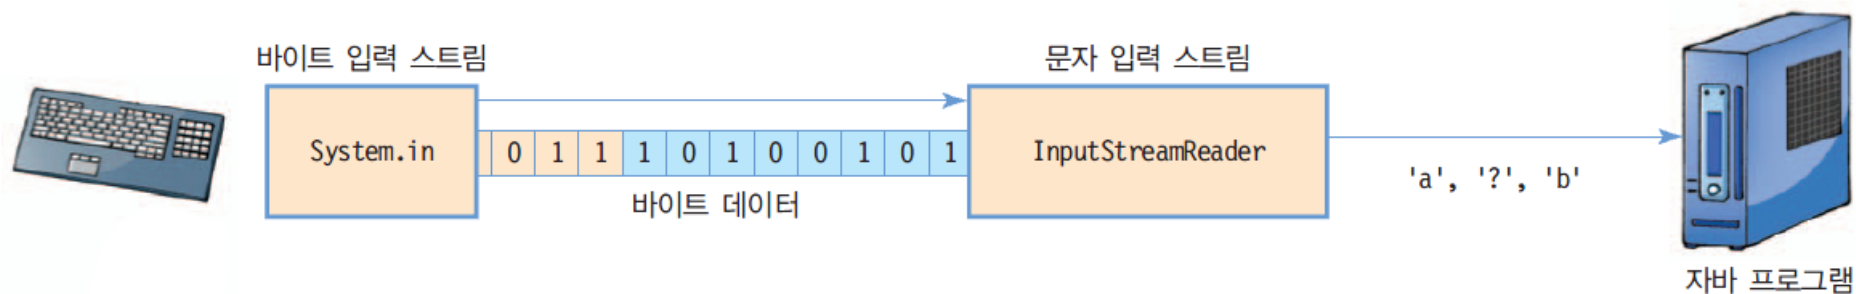 바이트 입력 스트림
문자 입력 스트림
System.in
0 1 1 1 0 1 0 0 1 0 1
InputStreamReader
바이트 데이터
'a', '?', 'b'
자바 프로그램